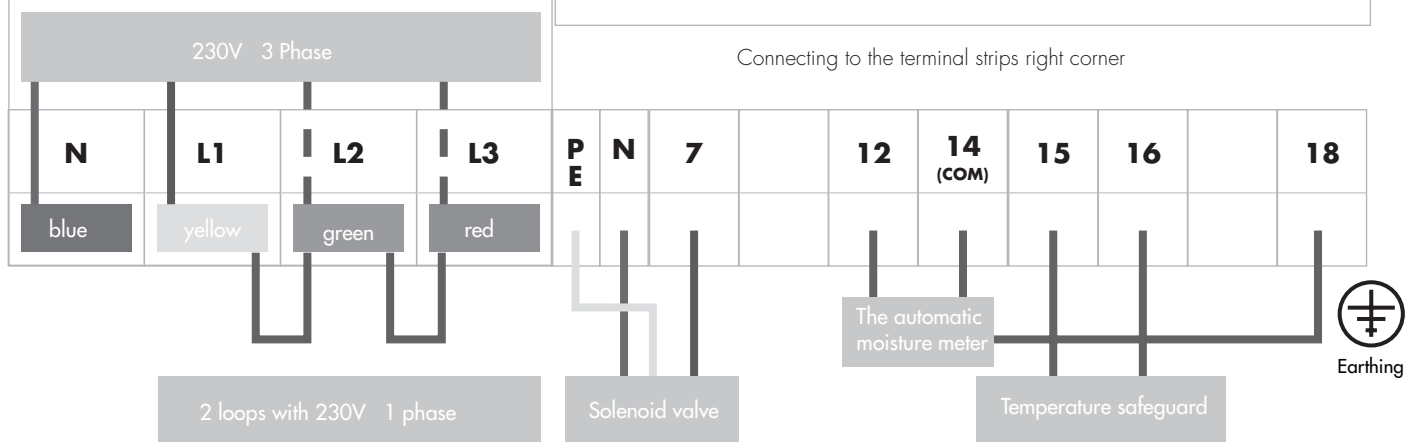 230V 3 Phase
Connecting to the terminal strips right corner
N L1 L2 L3 P N 7 12 14 15 16 18
E (COM)
blue yellow green red
The automatic
moisture meter
Earthing
2 loops with 230V 1 phase
Solenoid valve
Temperature safeguard